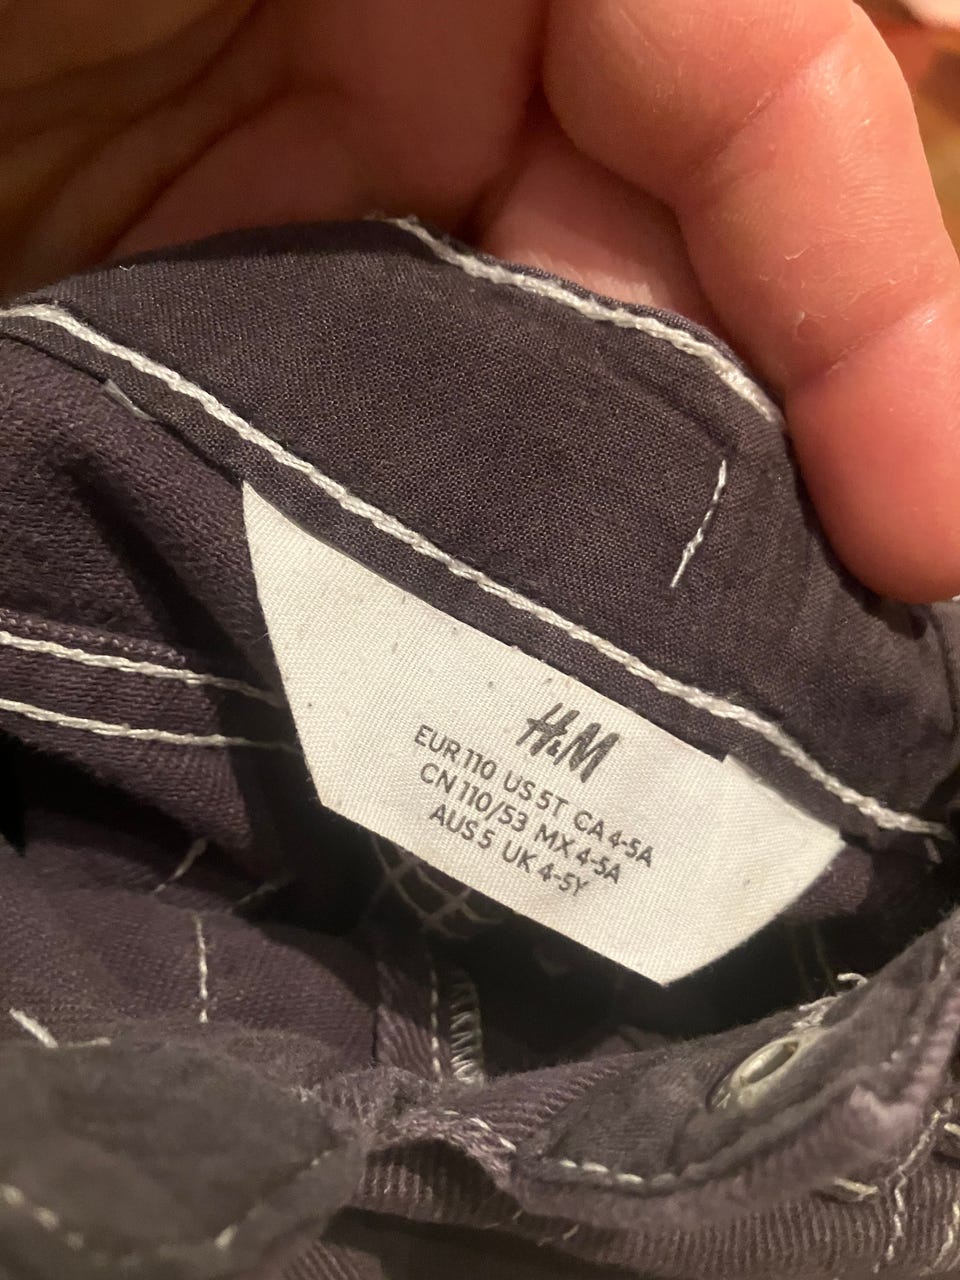 H&M
EUR 110 US 5T CA 4-5A
CN 110/53 MX 4-5A
AUS 5 UK 4-5Y